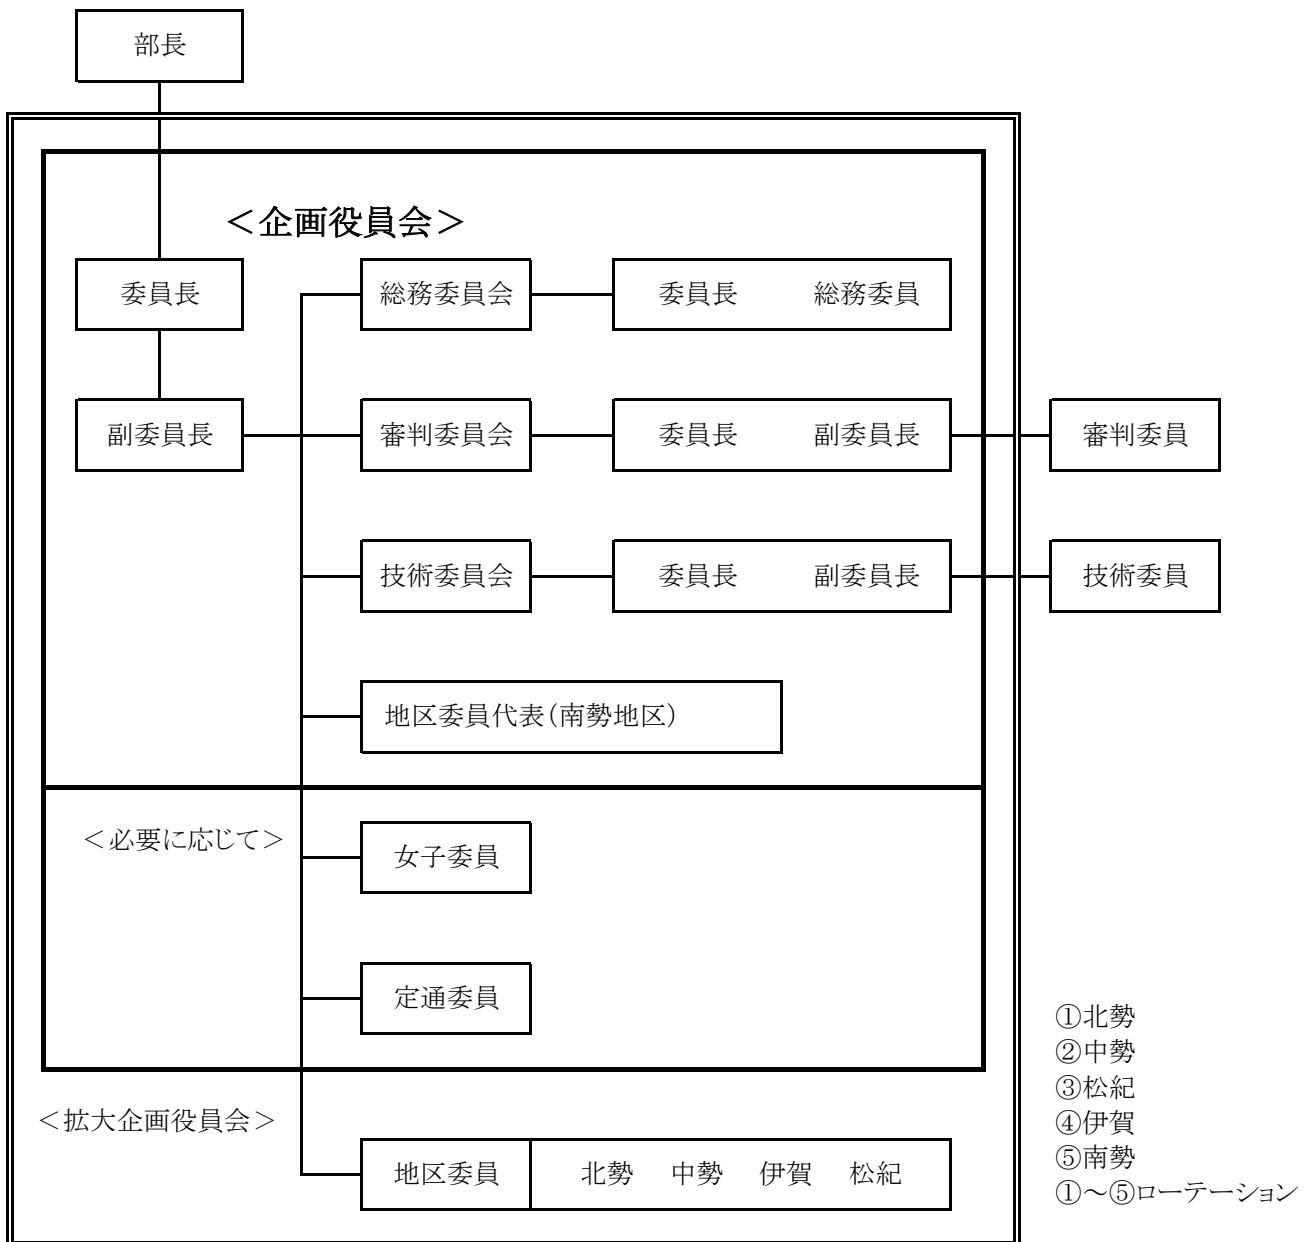 部長
＜企画役員会＞
委員長 総務委員会 委員長 総務委員
副委員長 審判委員会 委員長 副委員長 審判委員
技術委員会 委員長 副委員長 技術委員
地区委員代表(南勢地区)
＜必要に応じて＞
女子委員
定通委員
＜拡大企画役員会＞
地区委員 北勢 中勢 伊賀 松紀
①北勢
②中勢
③松紀
④伊賀
⑤南勢
①～⑤ローテーション